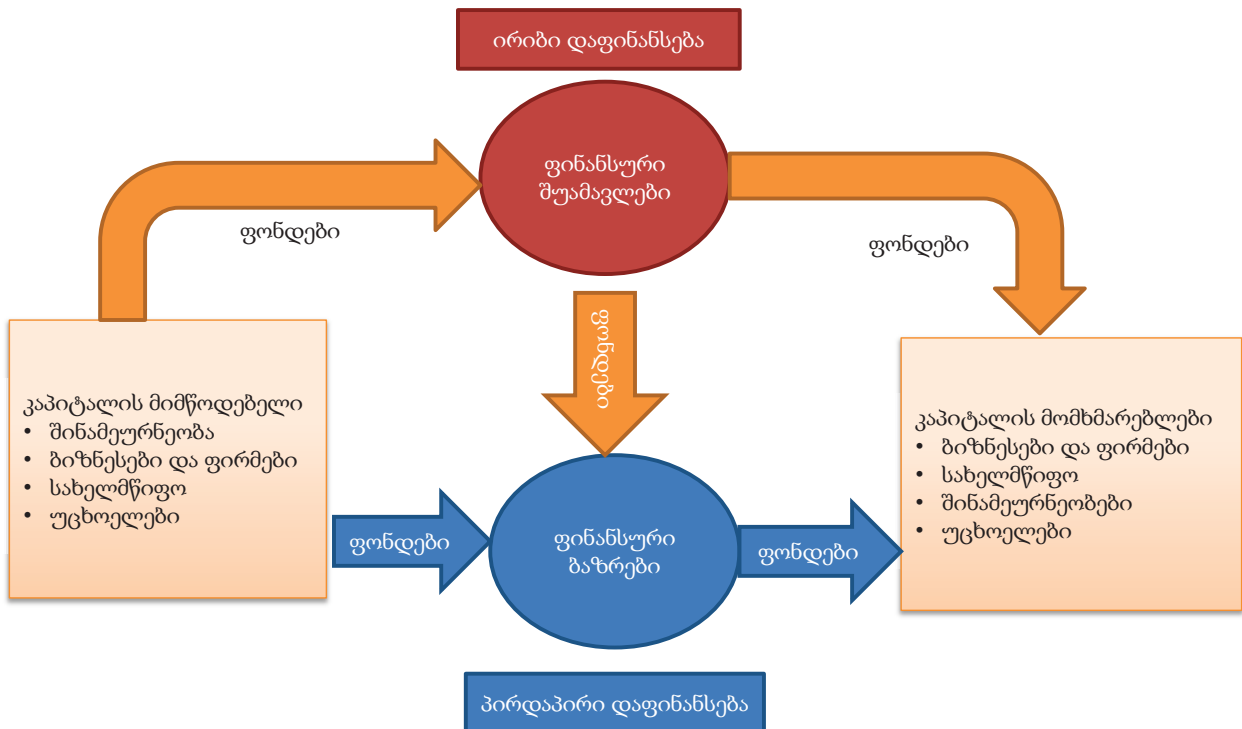 ირიბი დაფინანსება
ფინანსური
შუამავლები
ფონდები
ფონდები
ფონდები
კაპიტალის მიმწოდებელი
• შინამეურნეობა
• ბიზნესები და ფირმები
• სახელმწიფო
• უცხოელები
კაპიტალის მომხმარებლები
• ბიზნესები და ფირმები
• სახელმწიფო
• შინამეურნეობები
• უცხოელები
ფონდები
ფინანსური
ბაზრები
ფონდები
პირდაპირი დაფინანსება